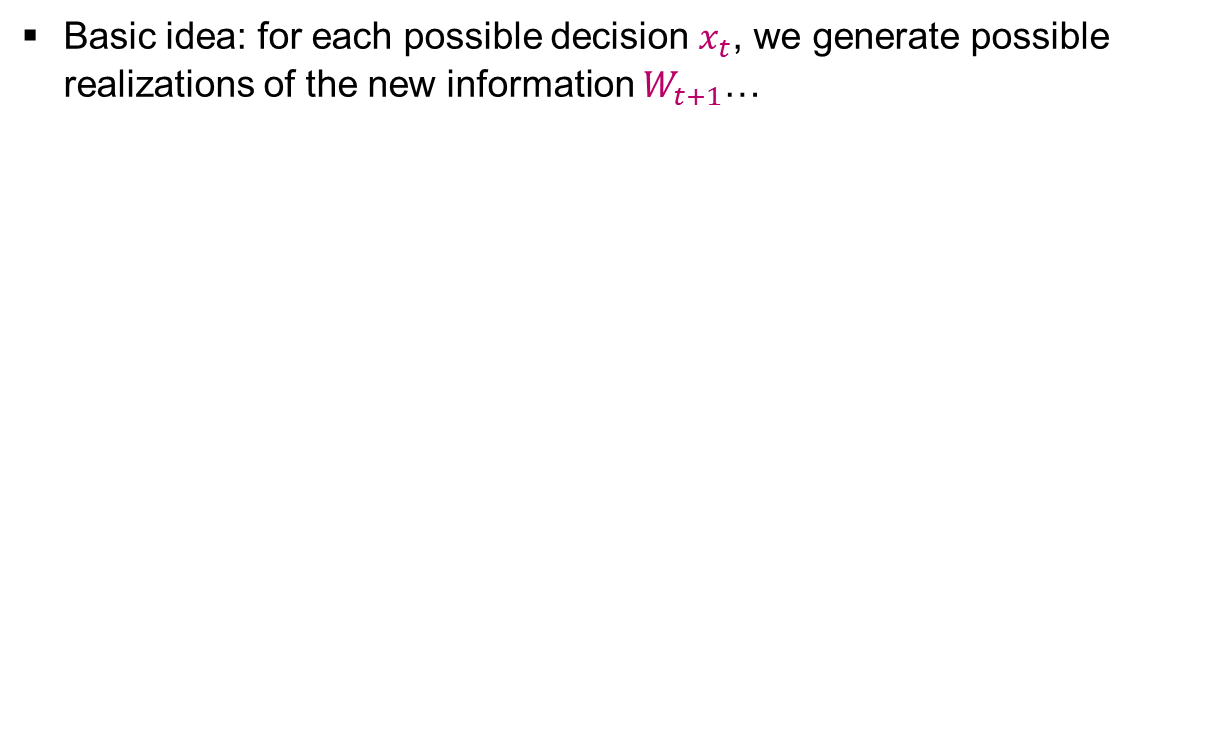 ▪ Basic idea: for each possible decision $x_t$, we generate possible
realizations of the new information $W_{t+1}$…